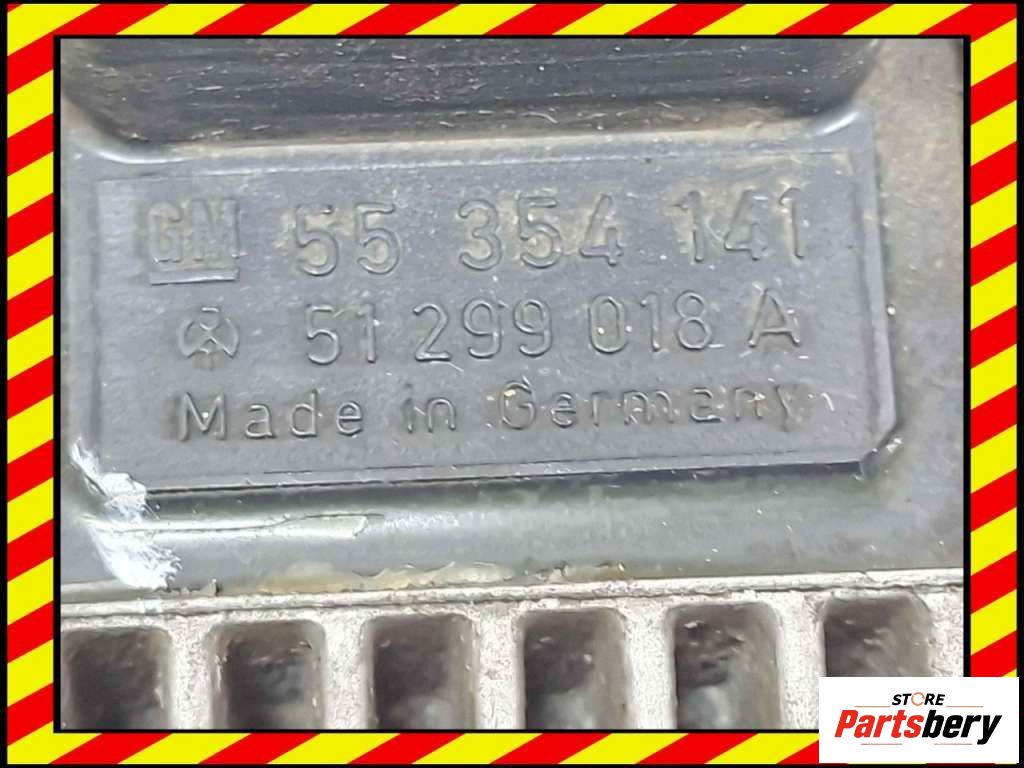 GM 55 354 141
51 299 018 A
Made in Germany
STORE
Partsbery